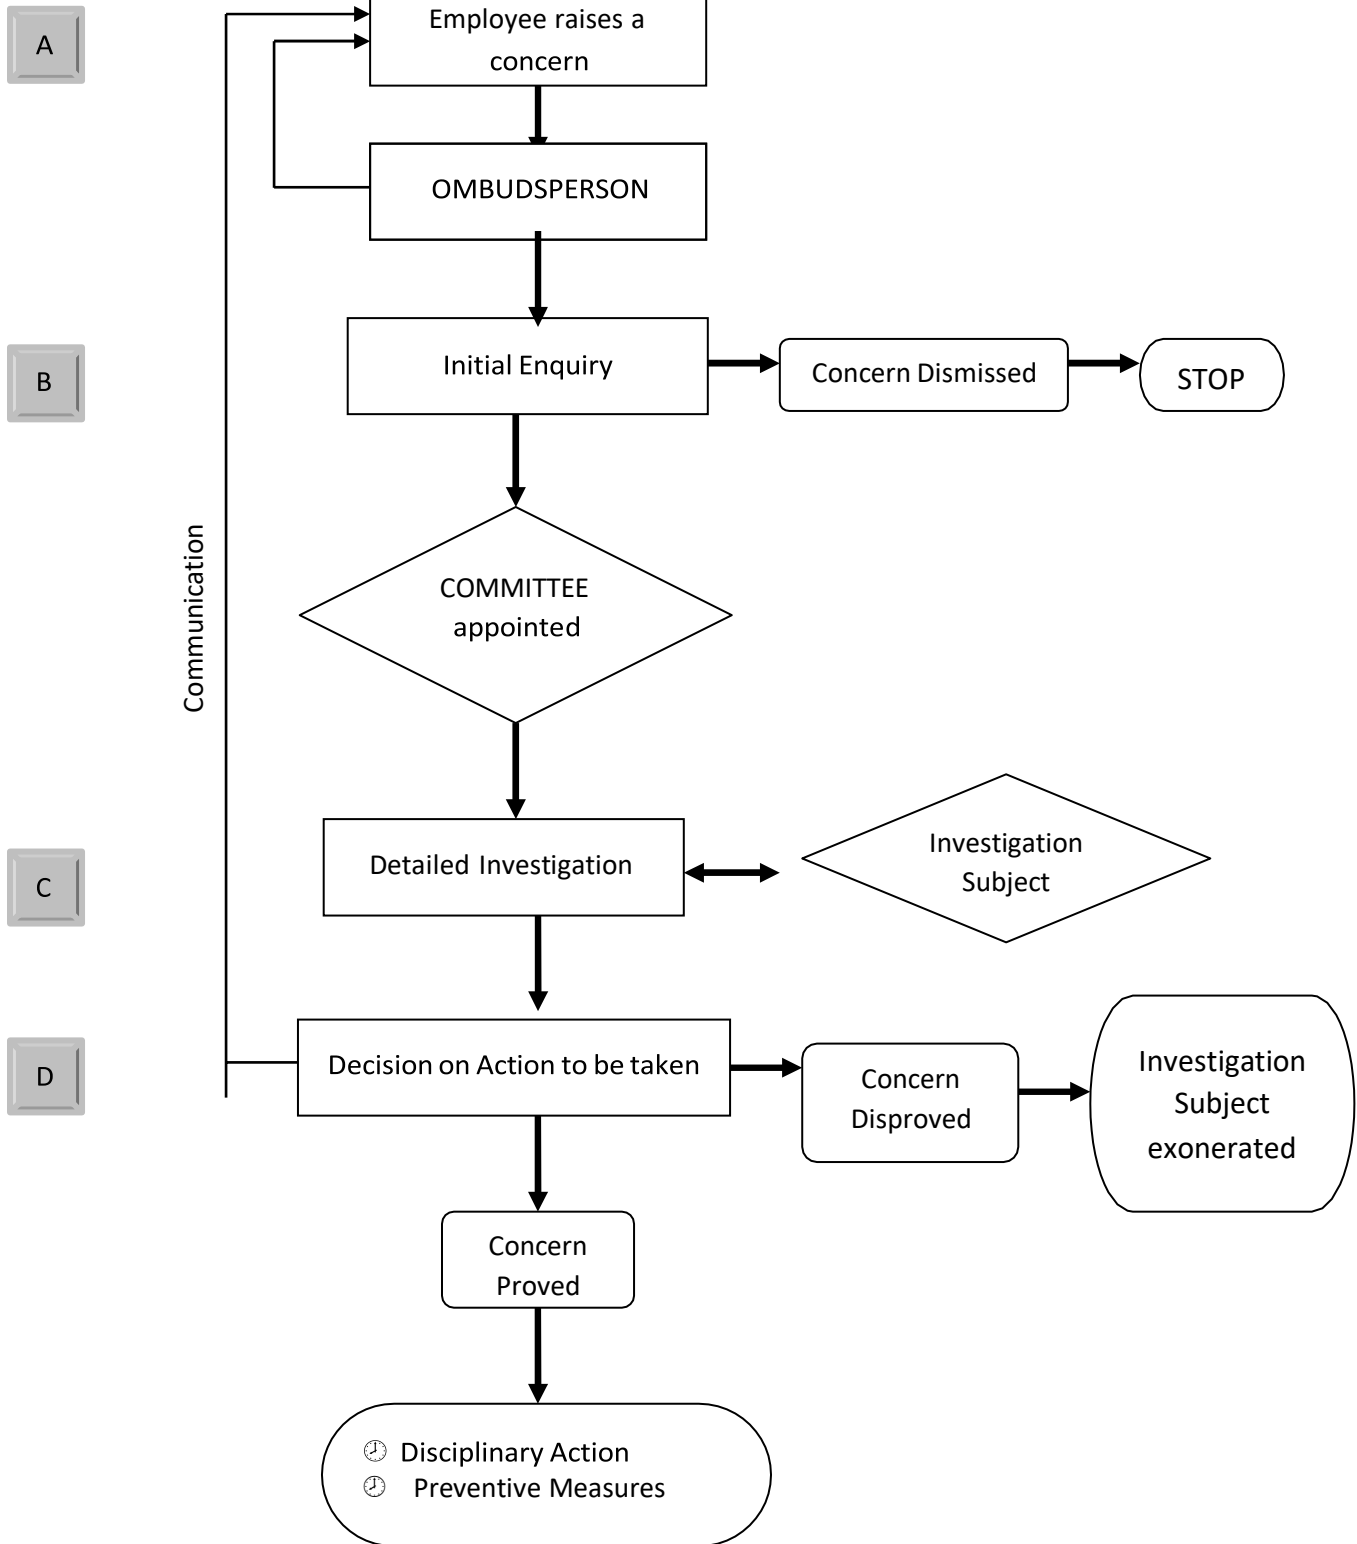 A
Employee raises a
concern
OMBUDSPERSON
B
Initial Enquiry
Concern Dismissed
STOP
Communication
COMMITTEE
appointed
C
Detailed Investigation
Investigation
Subject
D
Decision on Action to be taken
Concern
Disproved
Investigation
Subject
exonerated
Concern
Proved
Disciplinary Action
Preventive Measures